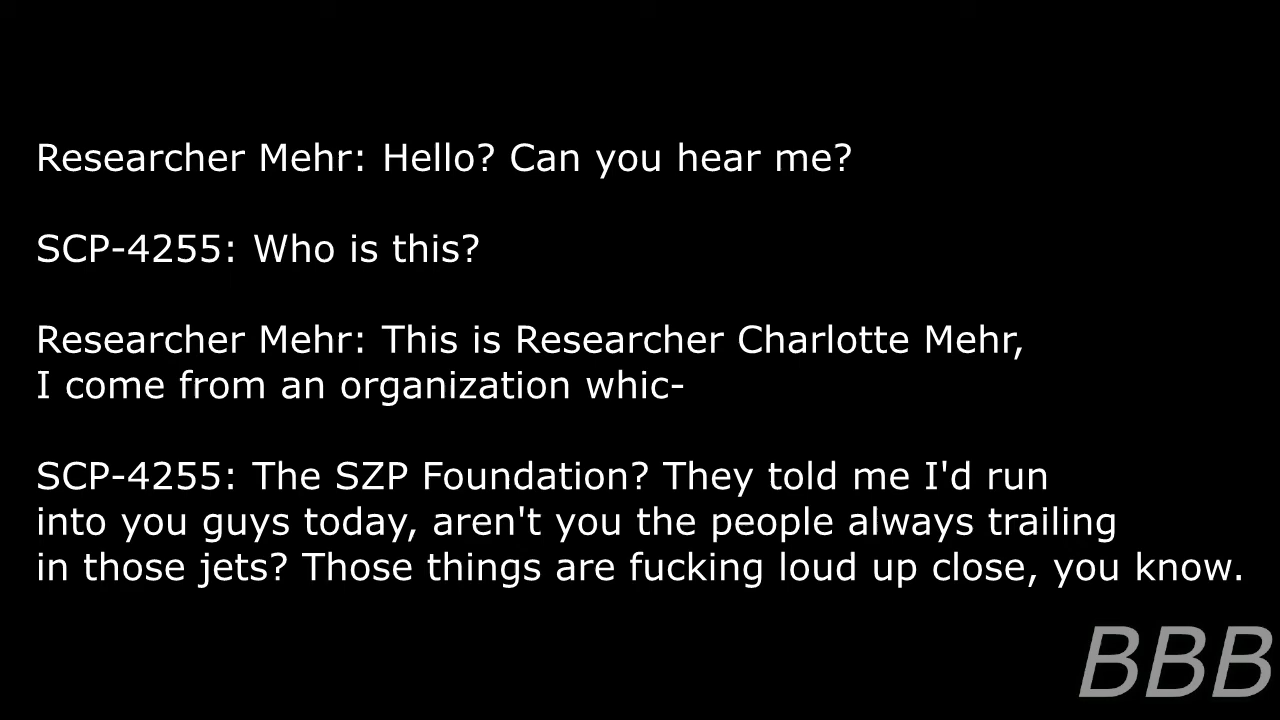 Researcher Mehr: Hello? Can you hear me?
SCP-4255: Who is this?
Researcher Mehr: This is Researcher Charlotte Mehr,
I come from an organization whic-
SCP-4255: The SZP Foundation? They told me I'd run
into you guys today, aren't you the people always trailing
in those jets? Those things are fucking loud up close, you know.
BBB